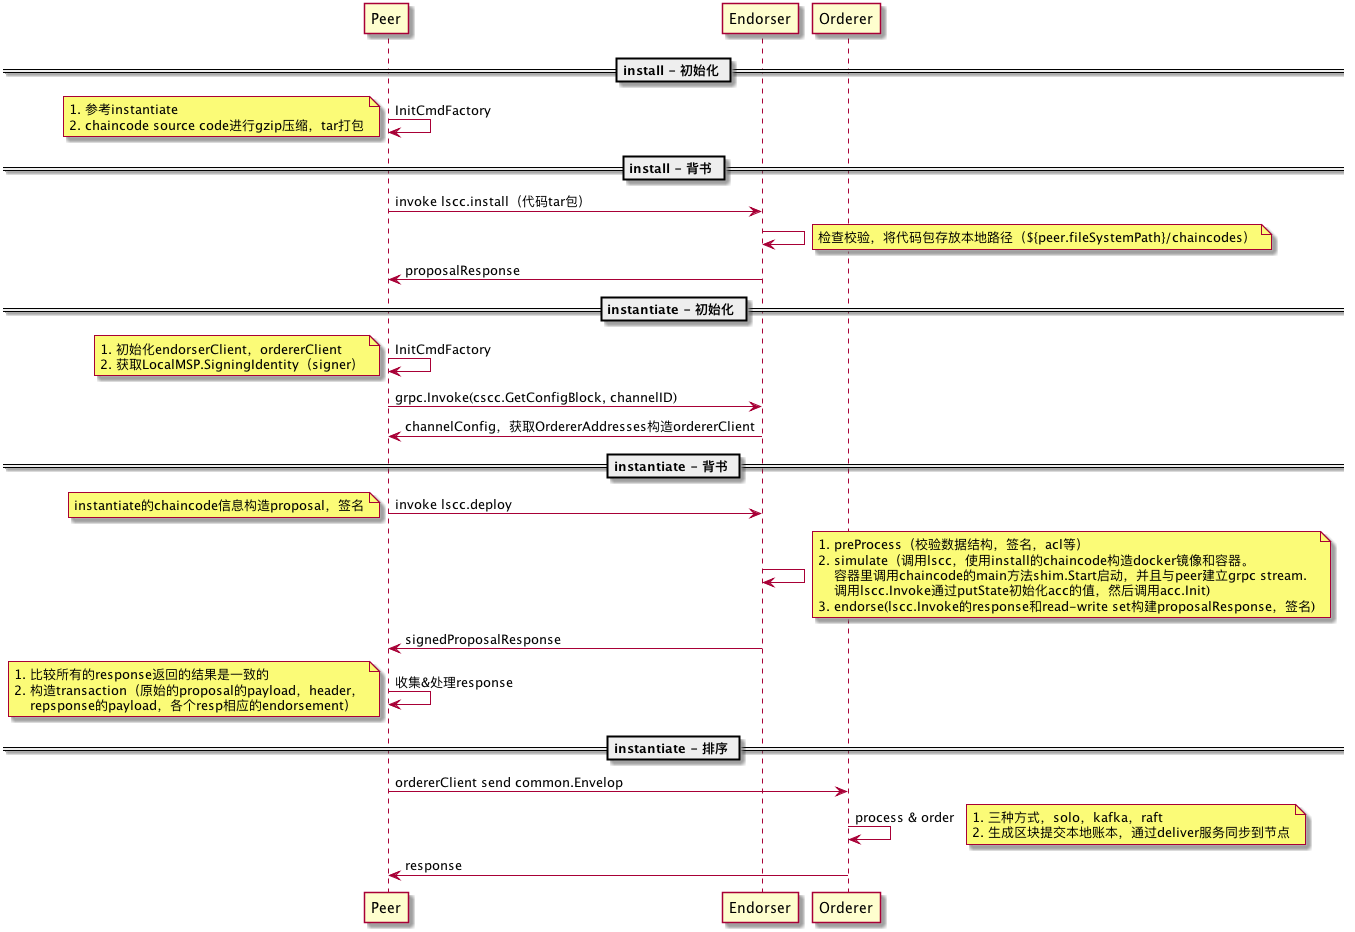 Peer
Endorser
Orderer
install – 初始化
1. 参考instantiate
2. chaincode source code进行gzip压缩，tar打包
InitCmdFactory
install – 背书
invoke lscc.install（代码tar包）
检查校验，将代码包存放本地路径（${peer.fileSystemPath}/chaincodes）
proposalResponse
instantiate – 初始化
1. 初始化endorserClient，ordererClient
2. 获取LocalMSP.SigningIdentity（signer）
InitCmdFactory
grpc.Invoke(cscc.GetConfigBlock, channelID)
channelConfig，获取OrdererAddresses构造ordererClient
instantiate – 背书
instantiate的chaincode信息构造proposal，签名
invoke lscc.deploy
1. preProcess（校验数据结构，签名，acl等）
2. simulate（调用lscc，使用install的chaincode构造docker镜像和容器。
容器里调用chaincode的main方法shim.Start启动，并且与peer建立grpc stream.
调用lscc.Invoke通过putState初始化acc的值，然后调用acc.Init)
3. endorse(lscc.Invoke的response和read-write set构建proposalResponse，签名)
signedProposalResponse
1. 比较所有的response返回的结果是一致的
2. 构造transaction（原始的proposal的payload，header，
repsponse的payload，各个resp相应的endorsement）
收集&处理response
instantiate – 排序
ordererClient send common.Envelop
process & order
1. 三种方式，solo，kafka，raft
2. 生成区块提交本地账本，通过deliver服务同步到节点
response
Peer
Endorser
Orderer